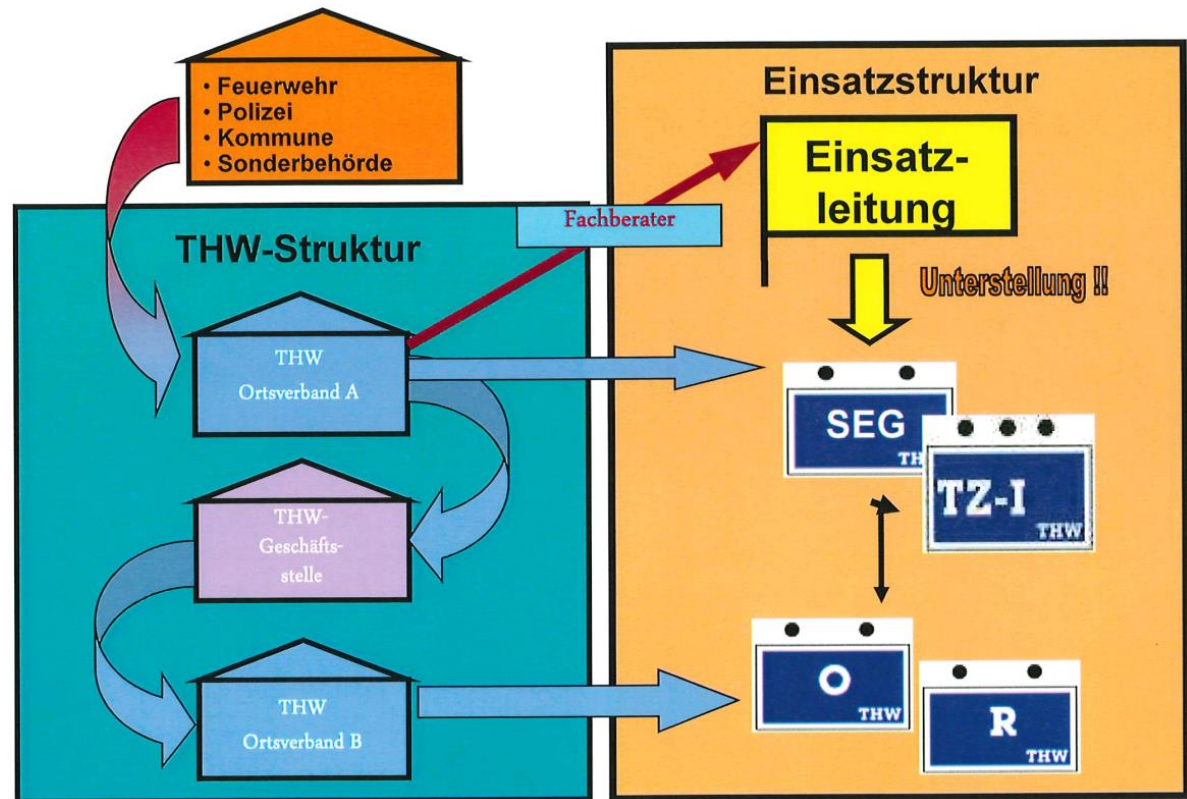 • Feuerwehr
• Polizei
• Kommune
• Sonderbehörde
THW-Struktur
Fachberater
THW
Ortsverband A
THW-
Geschäfts-
stelle
THW
Ortsverband B
Einsatzstruktur
Einsatz-
leitung
Unterstellung !!
SEG
TH
TZ-I
THW
O
THW
R
THW